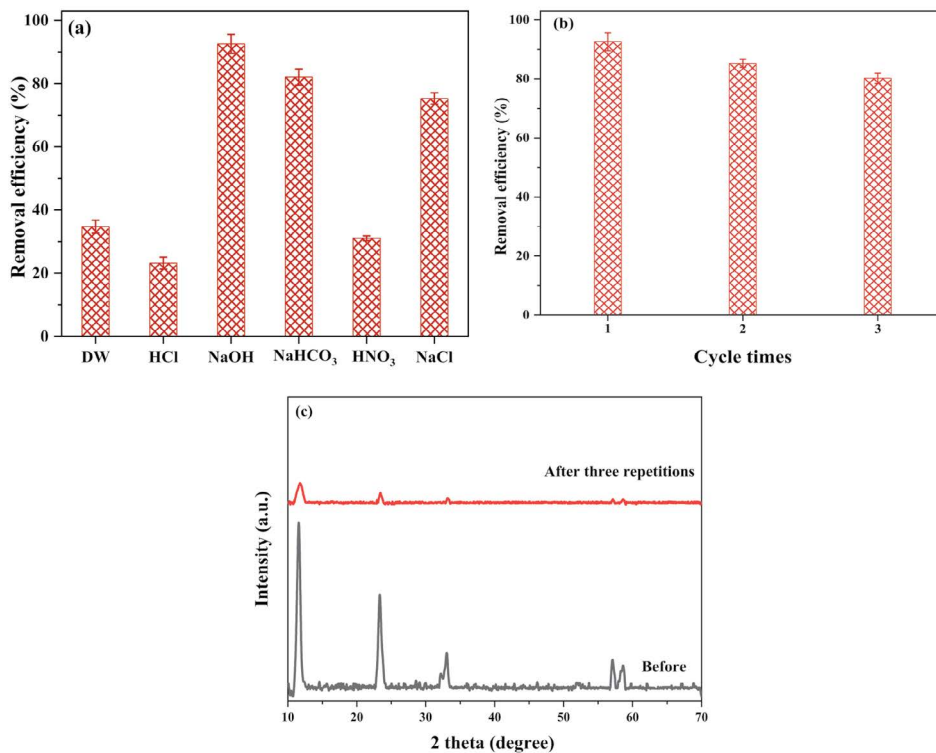 (a)
Removal efficiency (%)
100
80
60
40
20
0
DW HCl NaOH NaHCO₃ HNO₃ NaCl
(b)
Removal efficiency (%)
100
80
60
40
20
0
1 2 3
Cycle times
(c)
After three repetitions
Intensity (a.u.)
Before
10 20 30 40 50 60 70
2 theta (degree)